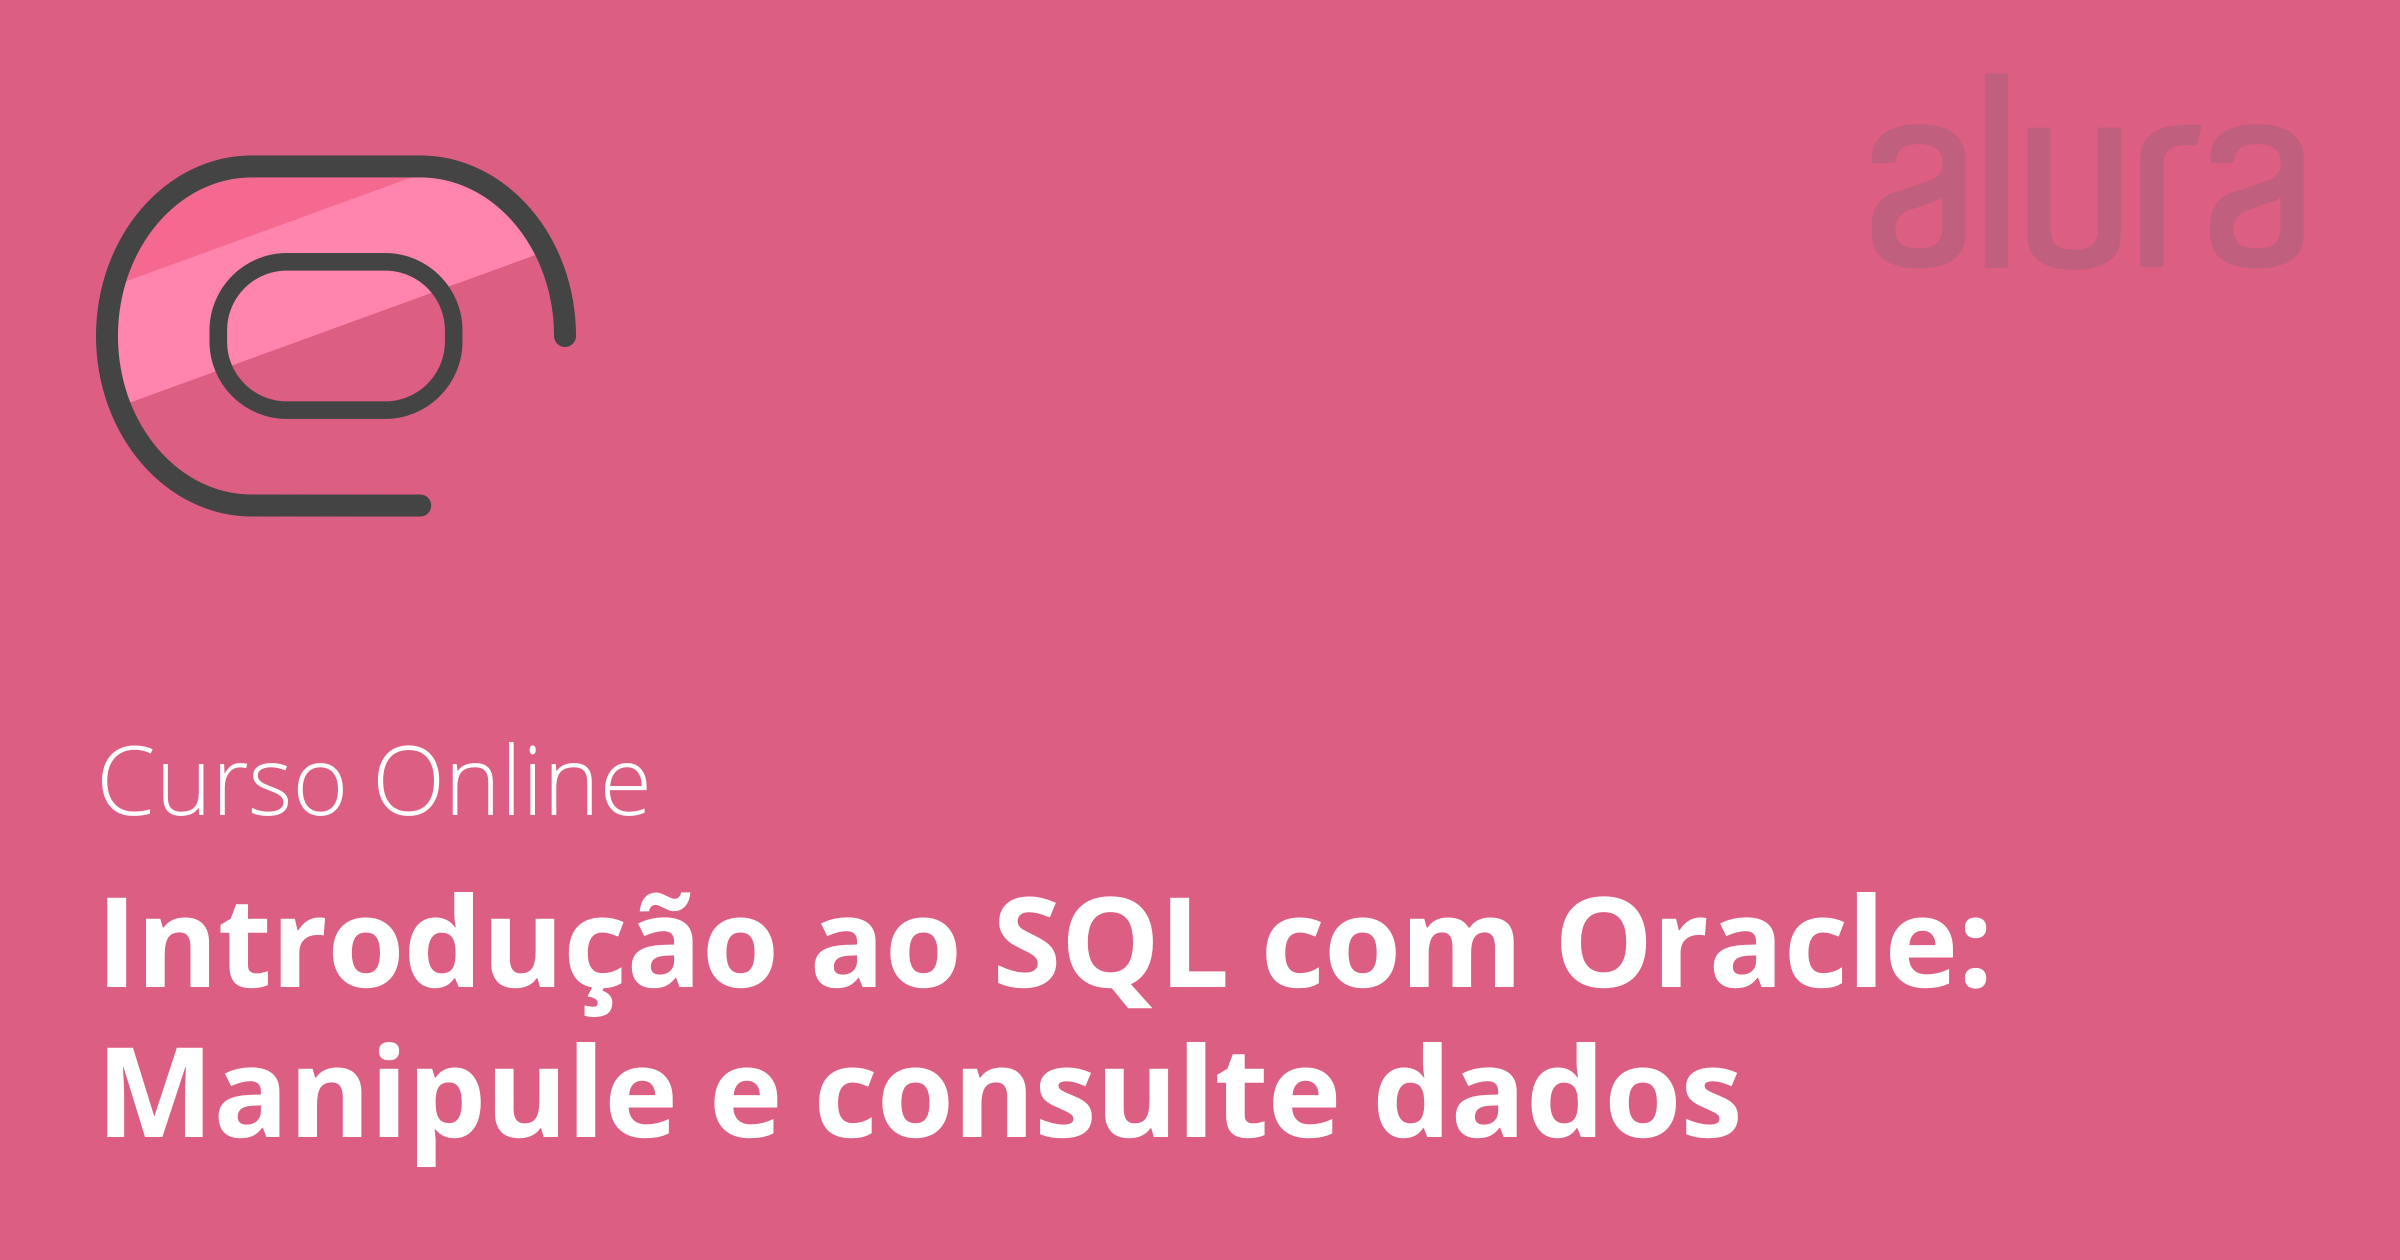 alura
Curso Online
Introdução ao SQL com Oracle:
Manipule e consulte dados